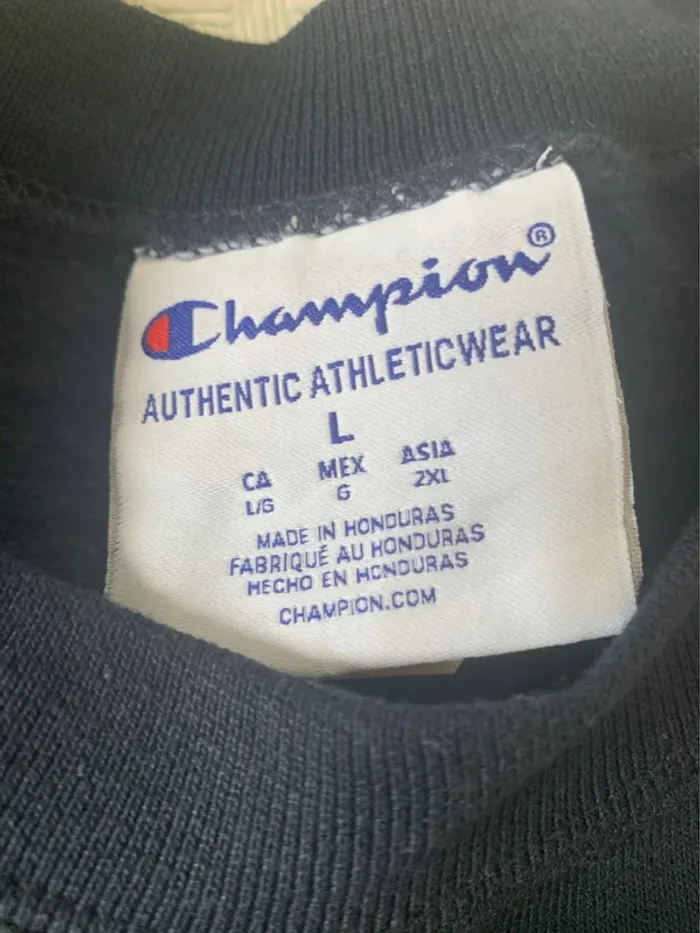 Champion®
AUTHENTIC ATHLETICWEAR
L
CA MEX ASIA
L/G G 2XL
MADE IN HONDURAS
FABRIQUÉ AU HONDURAS
HECHO EN HONDURAS
CHAMPION.COM